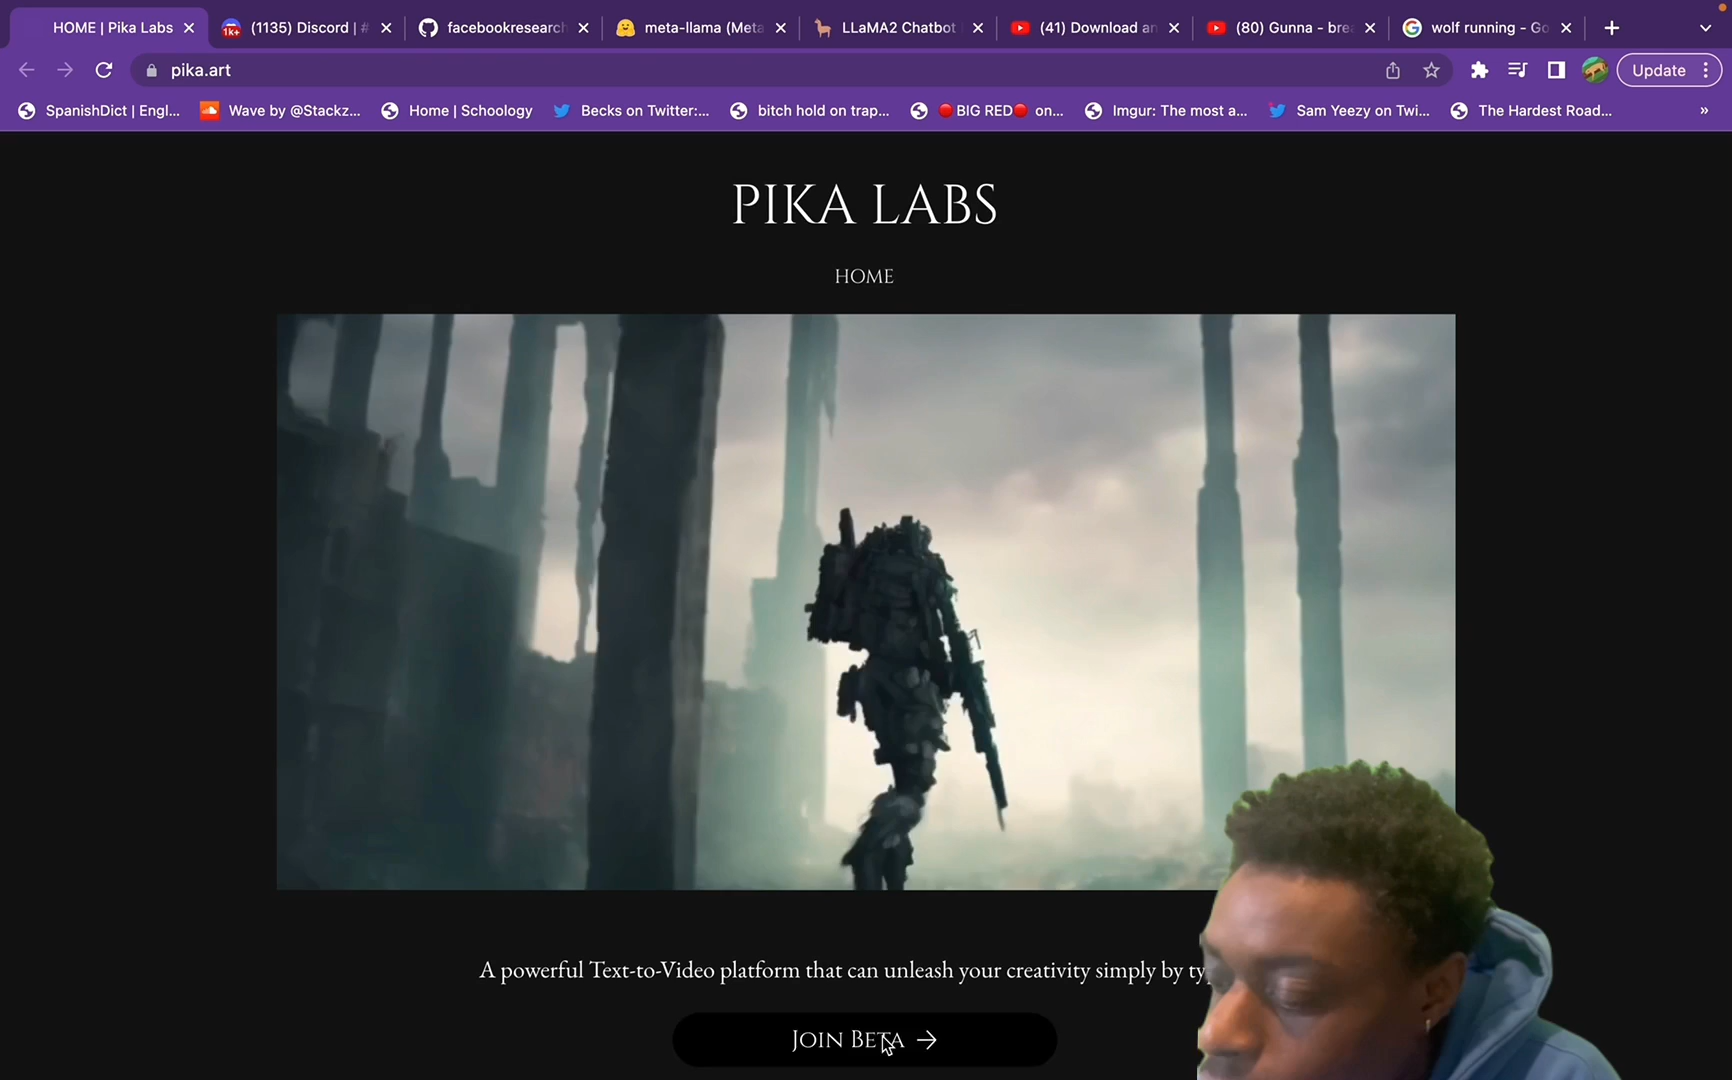 HOME | Pika Labs
1K+ (1135) Discord | #
facebookresearch
meta-llama (Meta
LLaMA2 Chatbot
(41) Download an
(80) Gunna - brea
wolf running - Go
pika.art
Update
SpanishDict | Engl...
Wave by @Stackz...
Home | Schoology
Becks on Twitter:...
bitch hold on trap...
🔴BIG RED🔴 on...
Imgur: The most a...
Sam Yeezy on Twi...
The Hardest Road...
»
PIKA LABS
HOME
A powerful Text-to-Video platform that can unleash your creativity simply by ty
JOIN BETA →